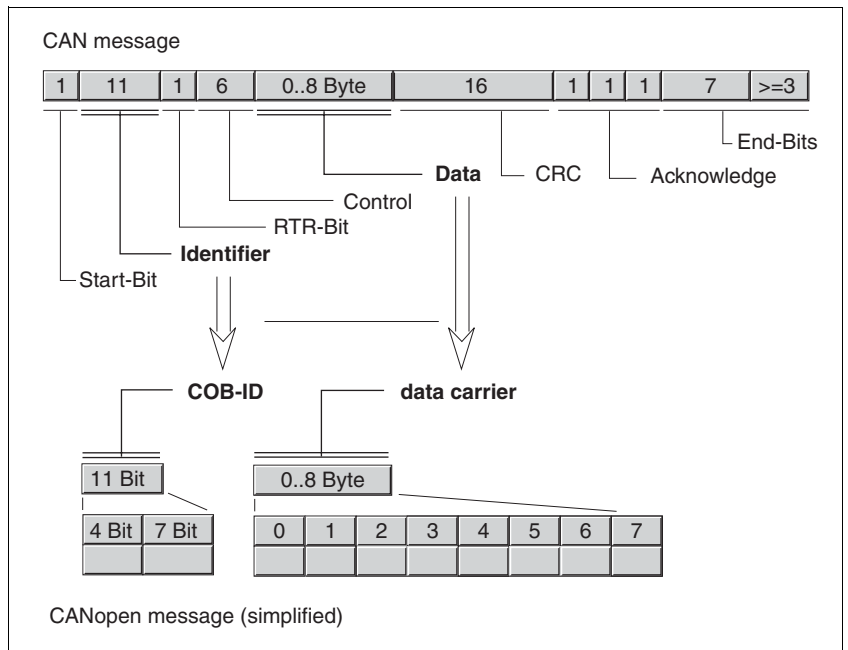 CAN message
1 11 1 6 0..8 Byte 16 1 1 1 7 >=3
End-Bits
Data CRC Acknowledge
Control
RTR-Bit
Identifier
Start-Bit
COB-ID data carrier
11 Bit 0..8 Byte
4 Bit 7 Bit 0 1 2 3 4 5 6 7
CANopen message (simplified)